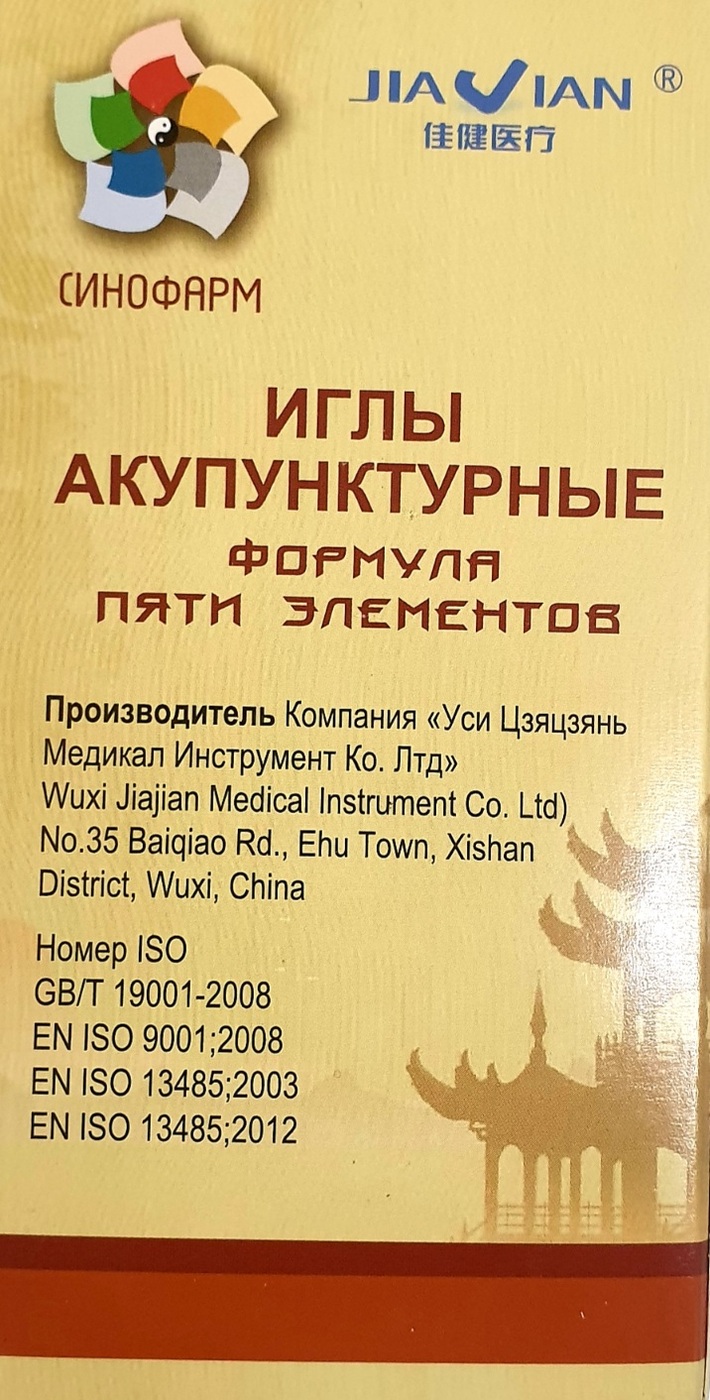 JIAJIAN ®
佳健医疗
СИНОФАРМ
ИГЛЫ
АКУПУНКТУРНЫЕ
ФОРМУЛА
ПЯТИ ЭЛЕМЕНТОВ
Производитель Компания «Уси Цзяцзянь
Медикал Инструмент Ко. Лтд»
Wuxi Jiajian Medical Instrument Co. Ltd)
No.35 Baiqiao Rd., Ehu Town, Xishan
District, Wuxi, China
Номер ISO
GB/T 19001-2008
EN ISO 9001;2008
EN ISO 13485;2003
EN ISO 13485;2012